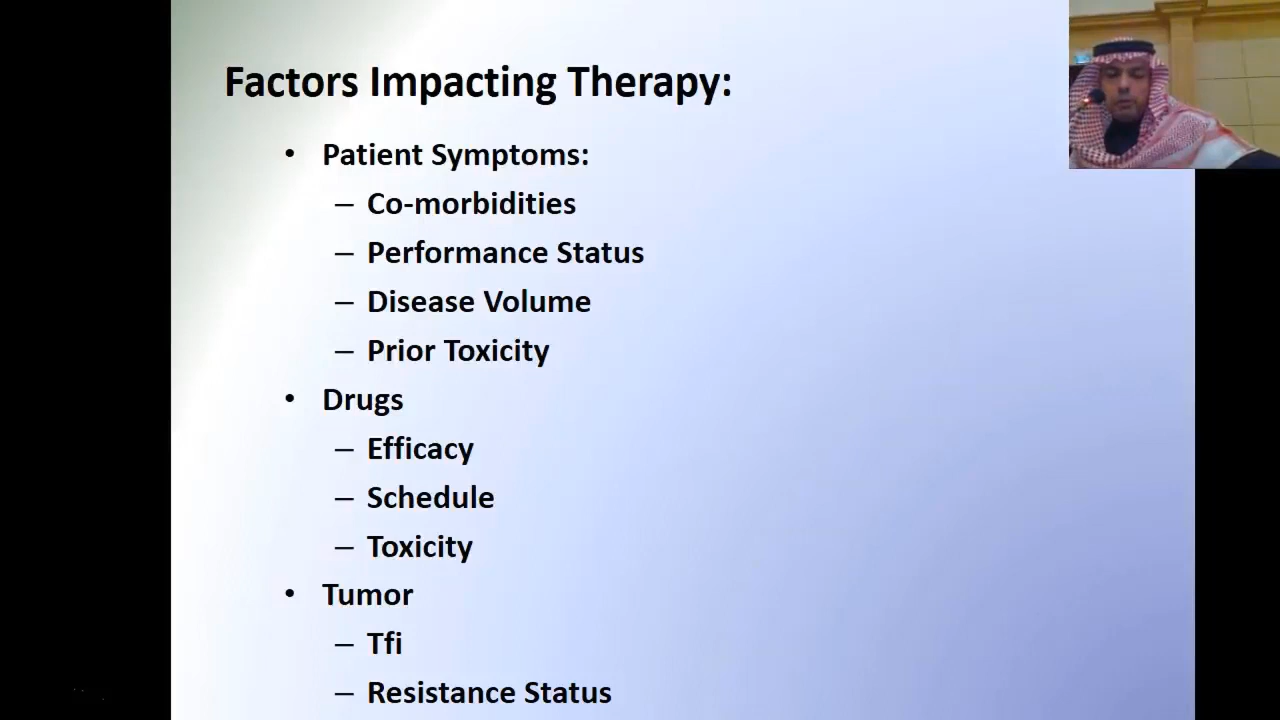 Factors Impacting Therapy:
• Patient Symptoms:
– Co-morbidities
– Performance Status
– Disease Volume
– Prior Toxicity
• Drugs
– Efficacy
– Schedule
– Toxicity
• Tumor
– Tfi
– Resistance Status